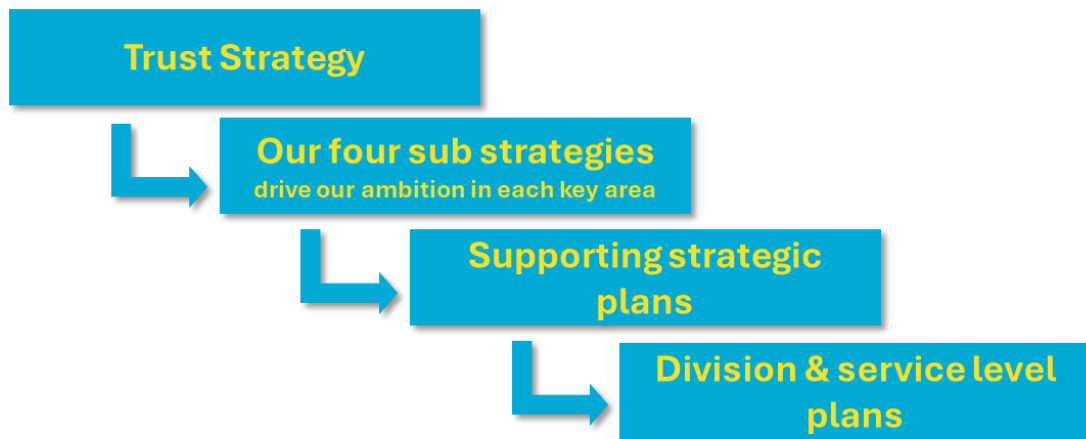 Trust Strategy
Our four sub strategies
drive our ambition in each key area
Supporting strategic
plans
Division & service level
plans